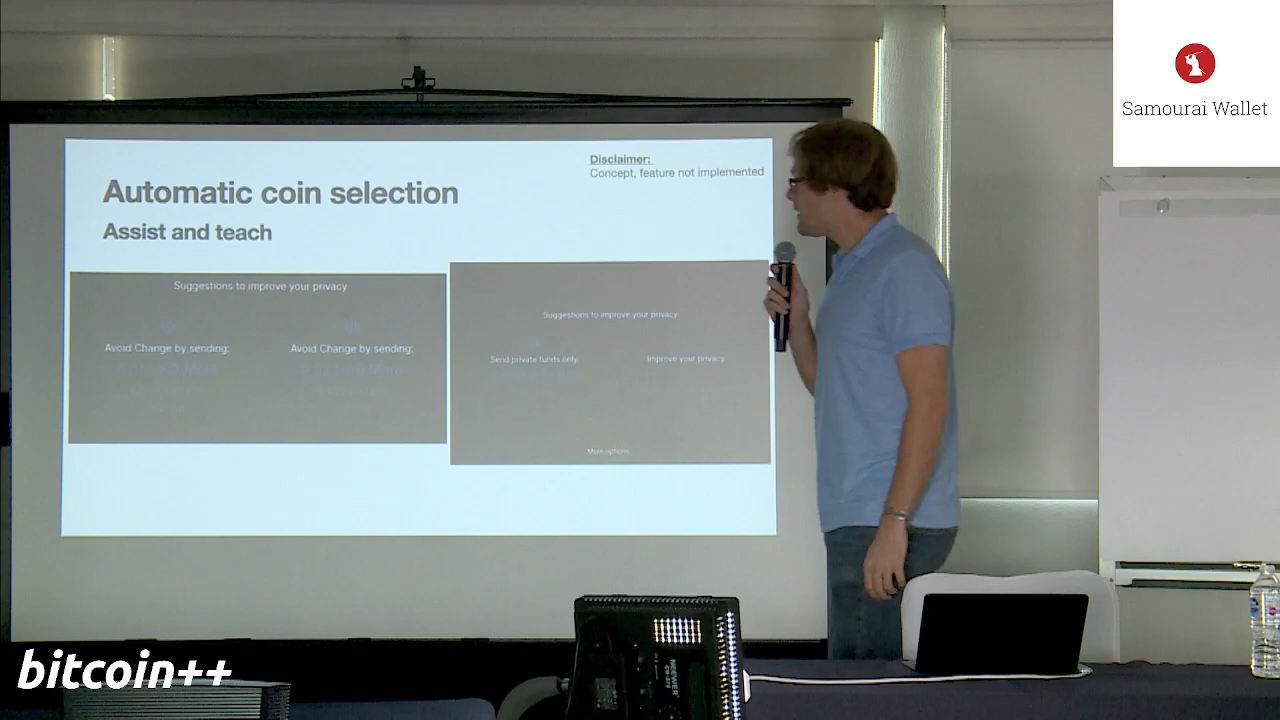 Samourai Wallet
Disclaimer:
Concept, feature not implemented
Automatic coin selection
Assist and teach
Suggestions to improve your privacy
Avoid Change by sending:
Avoid Change by sending:
Suggestions to improve your privacy
Send private funds only
Improve your privacy
More options
NEEWER
bitcoin++